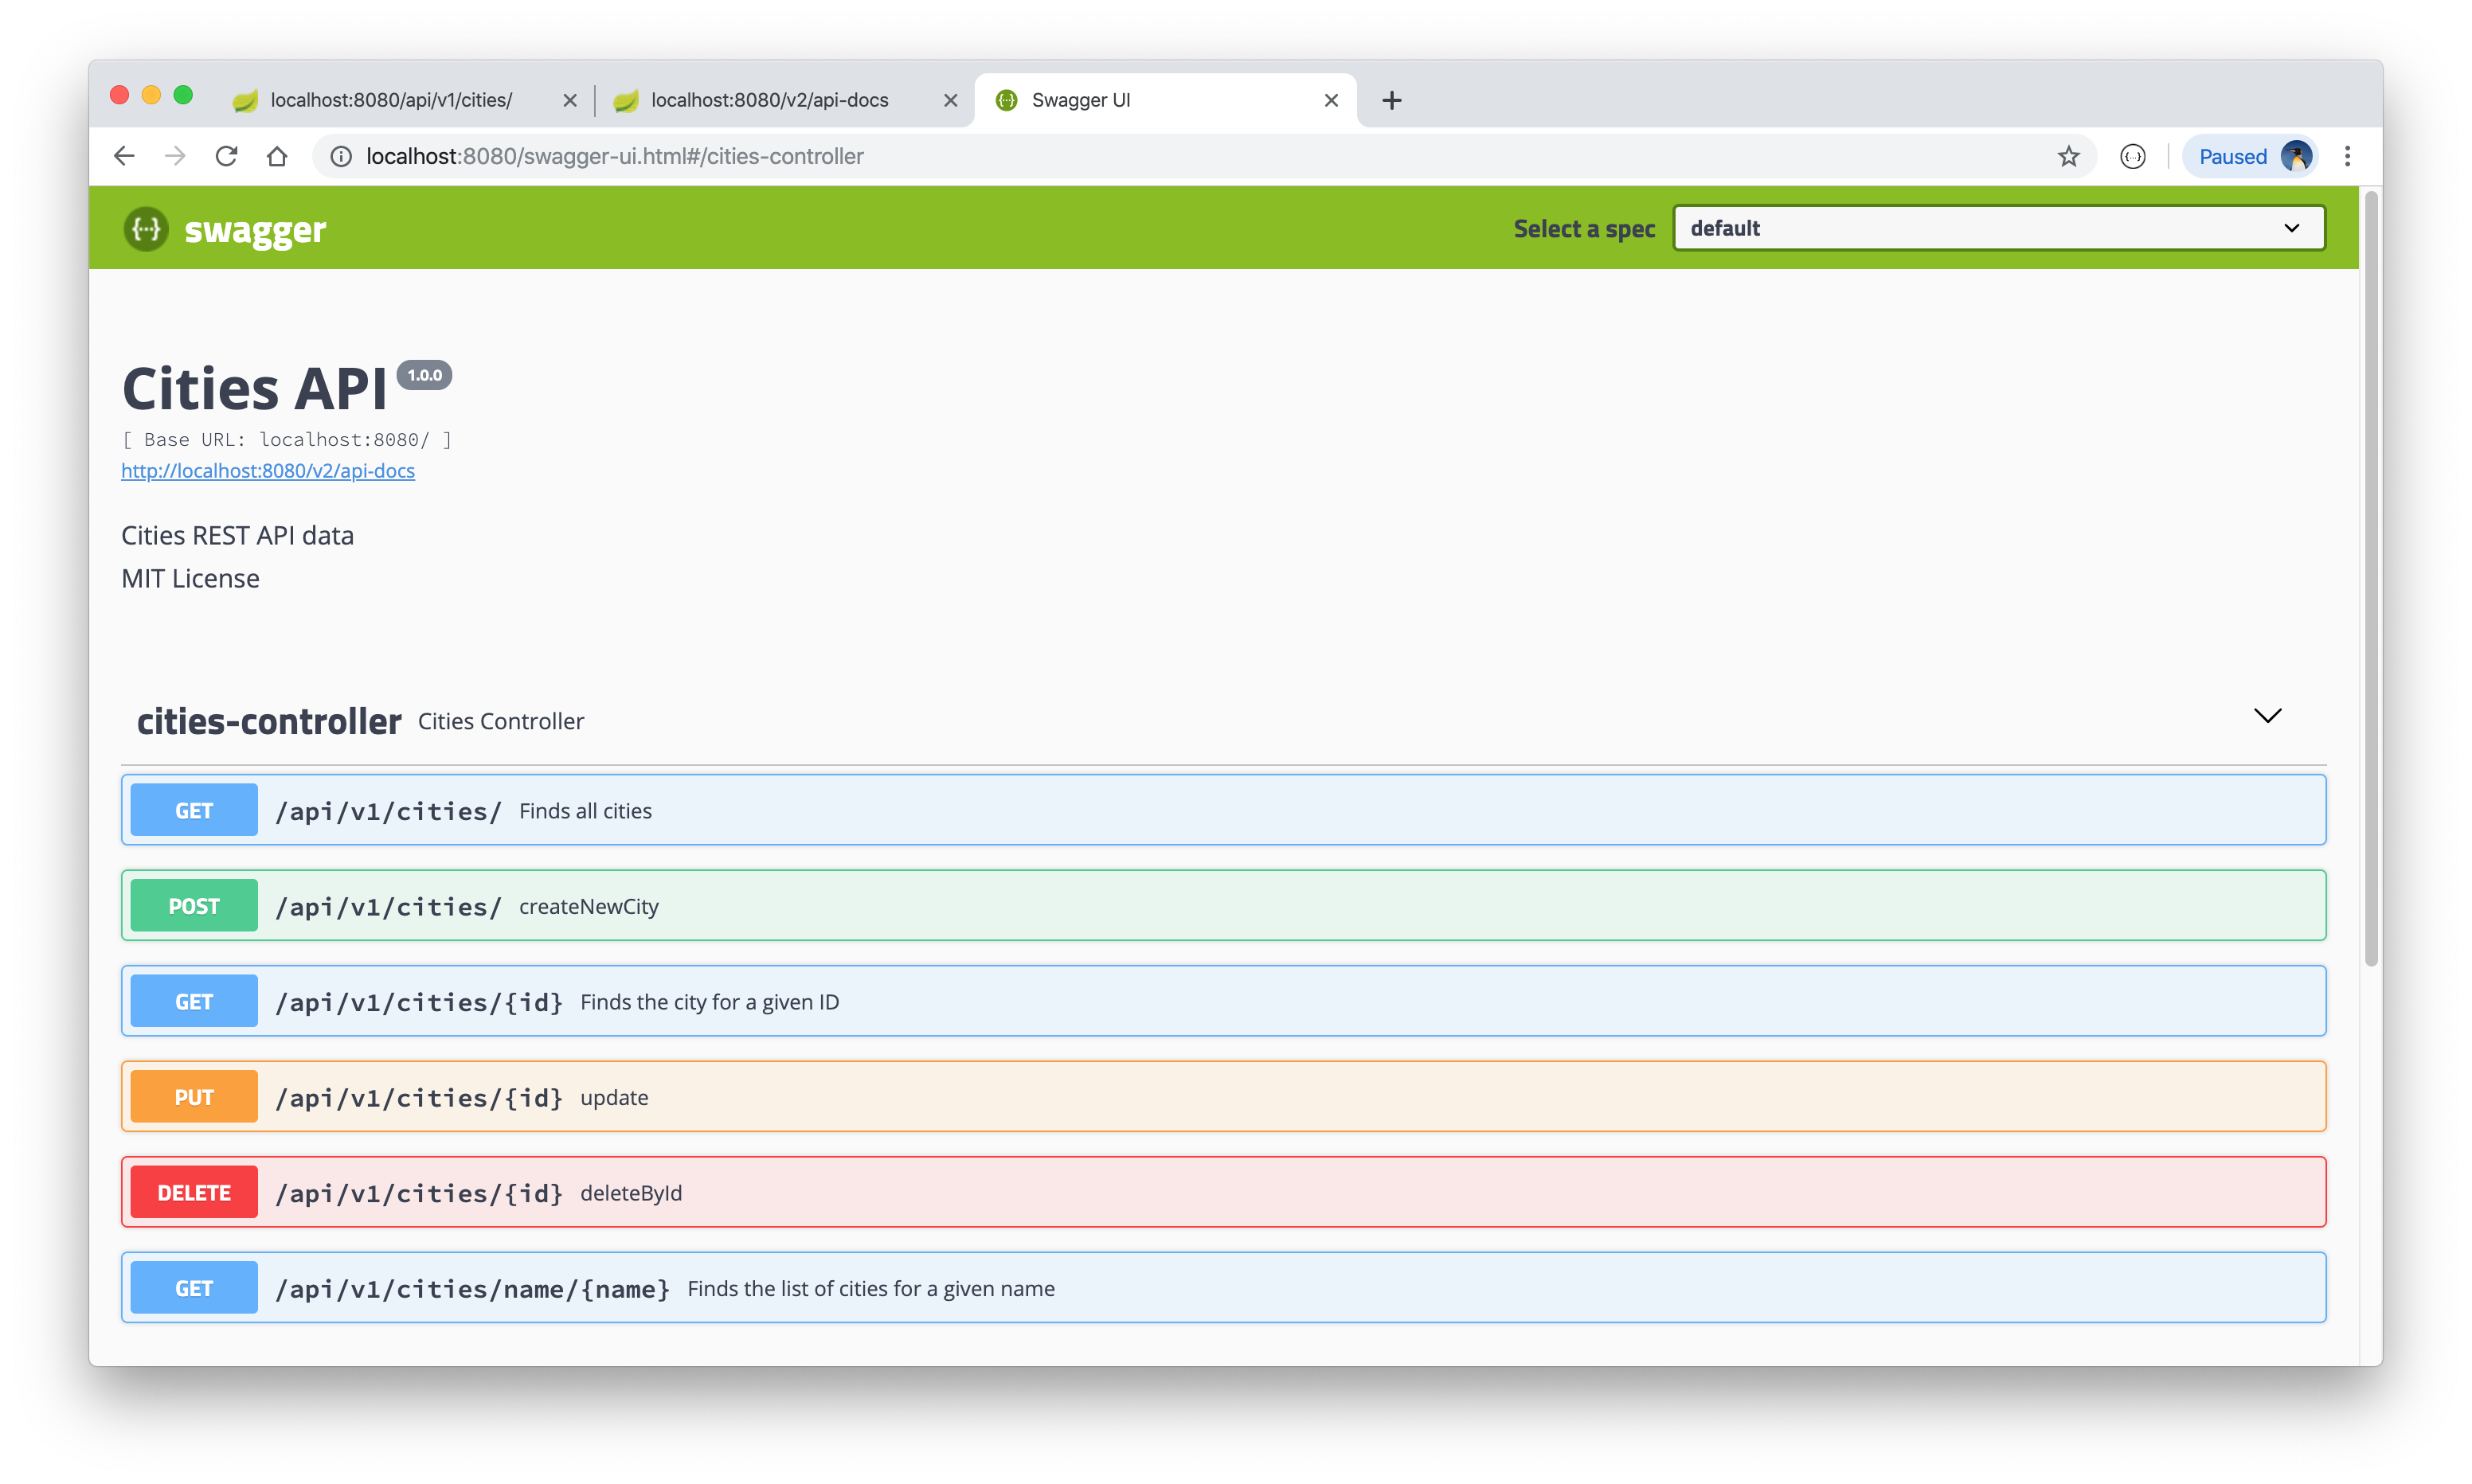 localhost:8080/api/v1/cities/
localhost:8080/v2/api-docs
Swagger UI
localhost:8080/swagger-ui.html#/cities-controller
Paused
{···} swagger
Select a spec
default
Cities API 1.0.0
[ Base URL: localhost:8080/ ]
http://localhost:8080/v2/api-docs
Cities REST API data
MIT License
cities-controller Cities Controller
GET /api/v1/cities/ Finds all cities
POST /api/v1/cities/ createNewCity
GET /api/v1/cities/{id} Finds the city for a given ID
PUT /api/v1/cities/{id} update
DELETE /api/v1/cities/{id} deleteById
GET /api/v1/cities/name/{name} Finds the list of cities for a given name